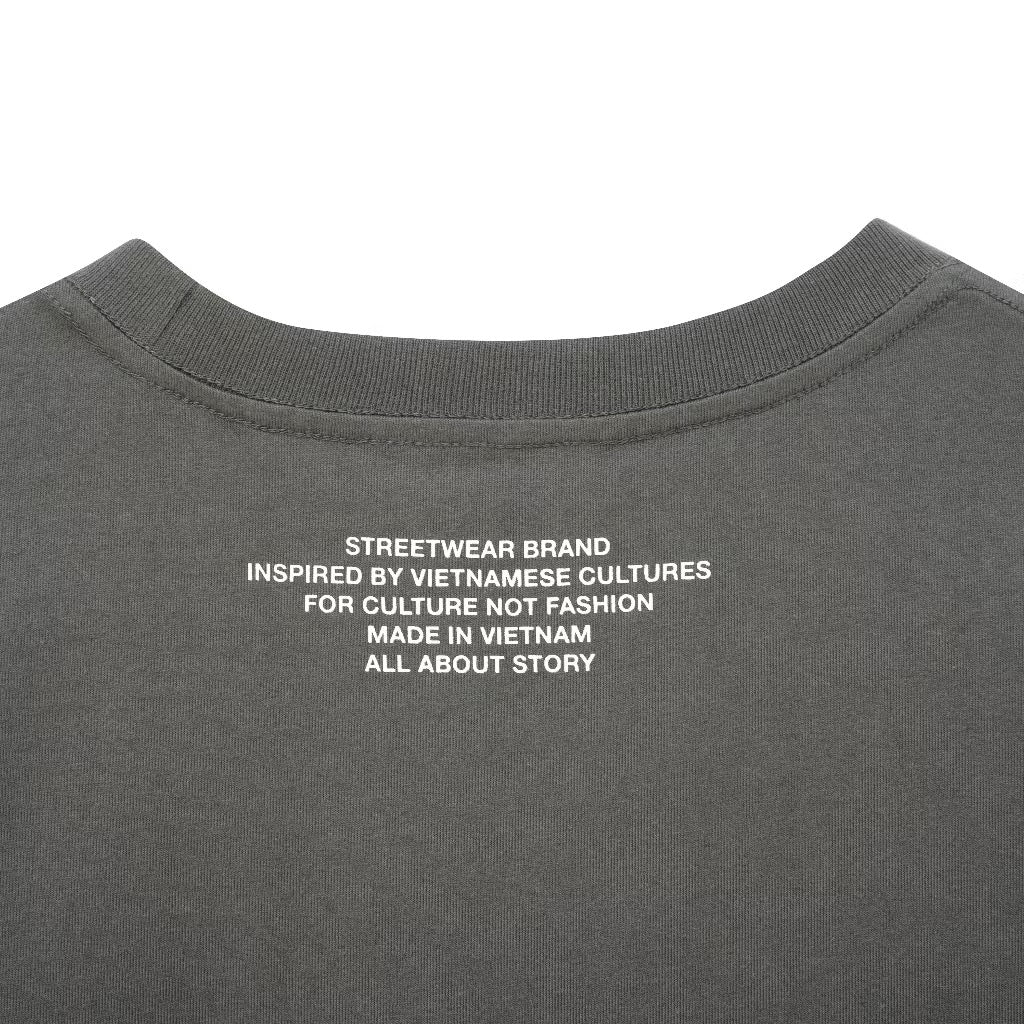 STREETWEAR BRAND
INSPIRED BY VIETNAMESE CULTURES
FOR CULTURE NOT FASHION
MADE IN VIETNAM
ALL ABOUT STORY